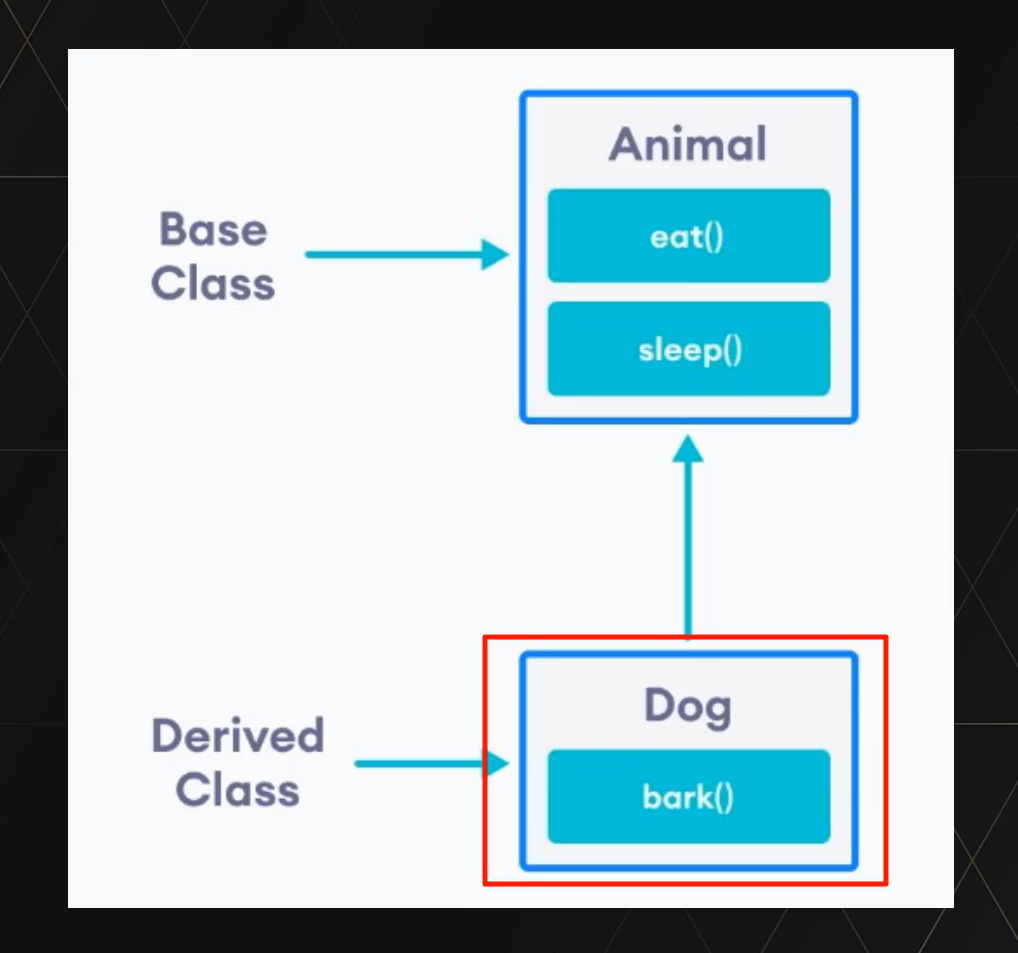 Animal
eat()
sleep()
Base
Class
Dog
bark()
Derived
Class